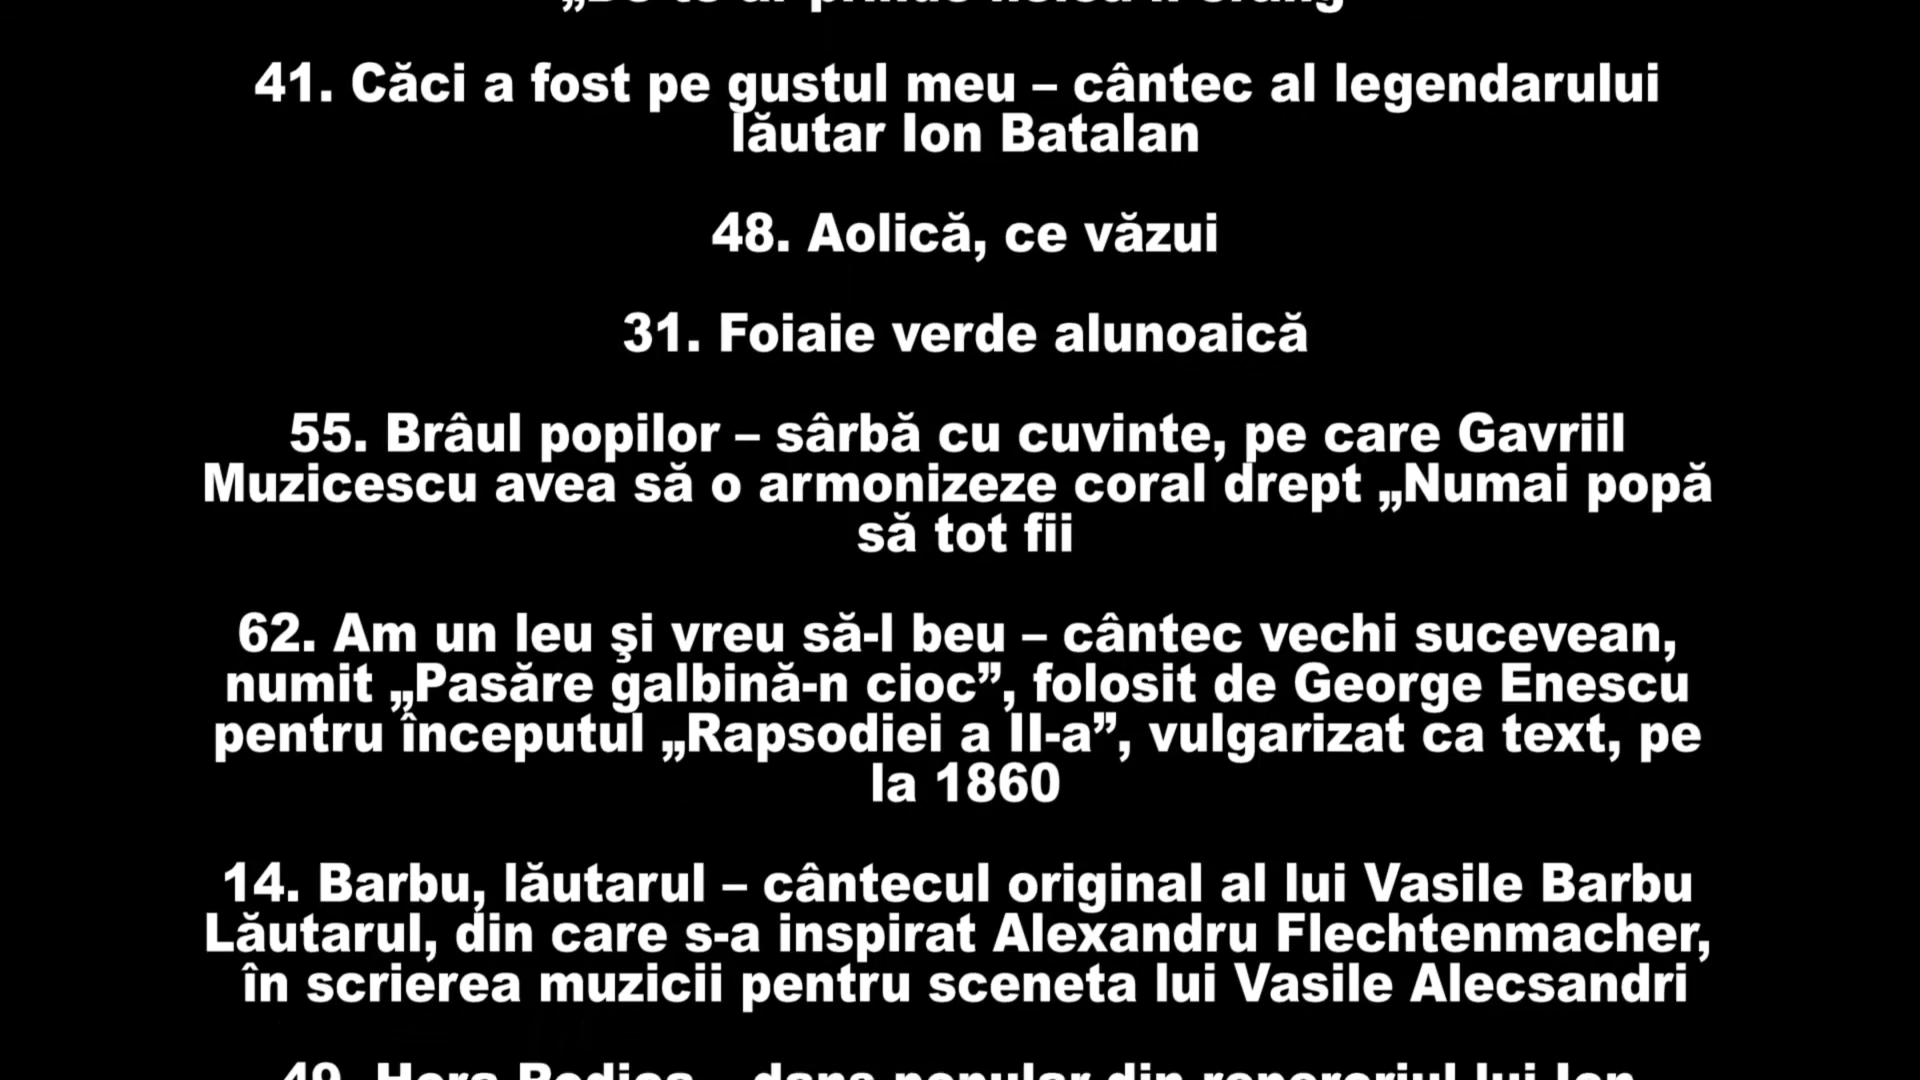 41. Căci a fost pe gustul meu – cântec al legendarului
lăutar Ion Batalan
48. Aolică, ce văzui
31. Foiaie verde alunoaică
55. Brâul popilor – sârbă cu cuvinte, pe care Gavriil
Muzicescu avea să o armonizeze coral drept „Numai popă
să tot fii
62. Am un leu şi vreu să-l beu – cântec vechi sucevean,
numit „Pasăre galbină-n cioc”, folosit de George Enescu
pentru începutul „Rapsodiei a II-a”, vulgarizat ca text, pe
la 1860
14. Barbu, lăutarul – cântecul original al lui Vasile Barbu
Lăutarul, din care s-a inspirat Alexandru Flechtenmacher,
în scrierea muzicii pentru sceneta lui Vasile Alecsandri
49. Hora